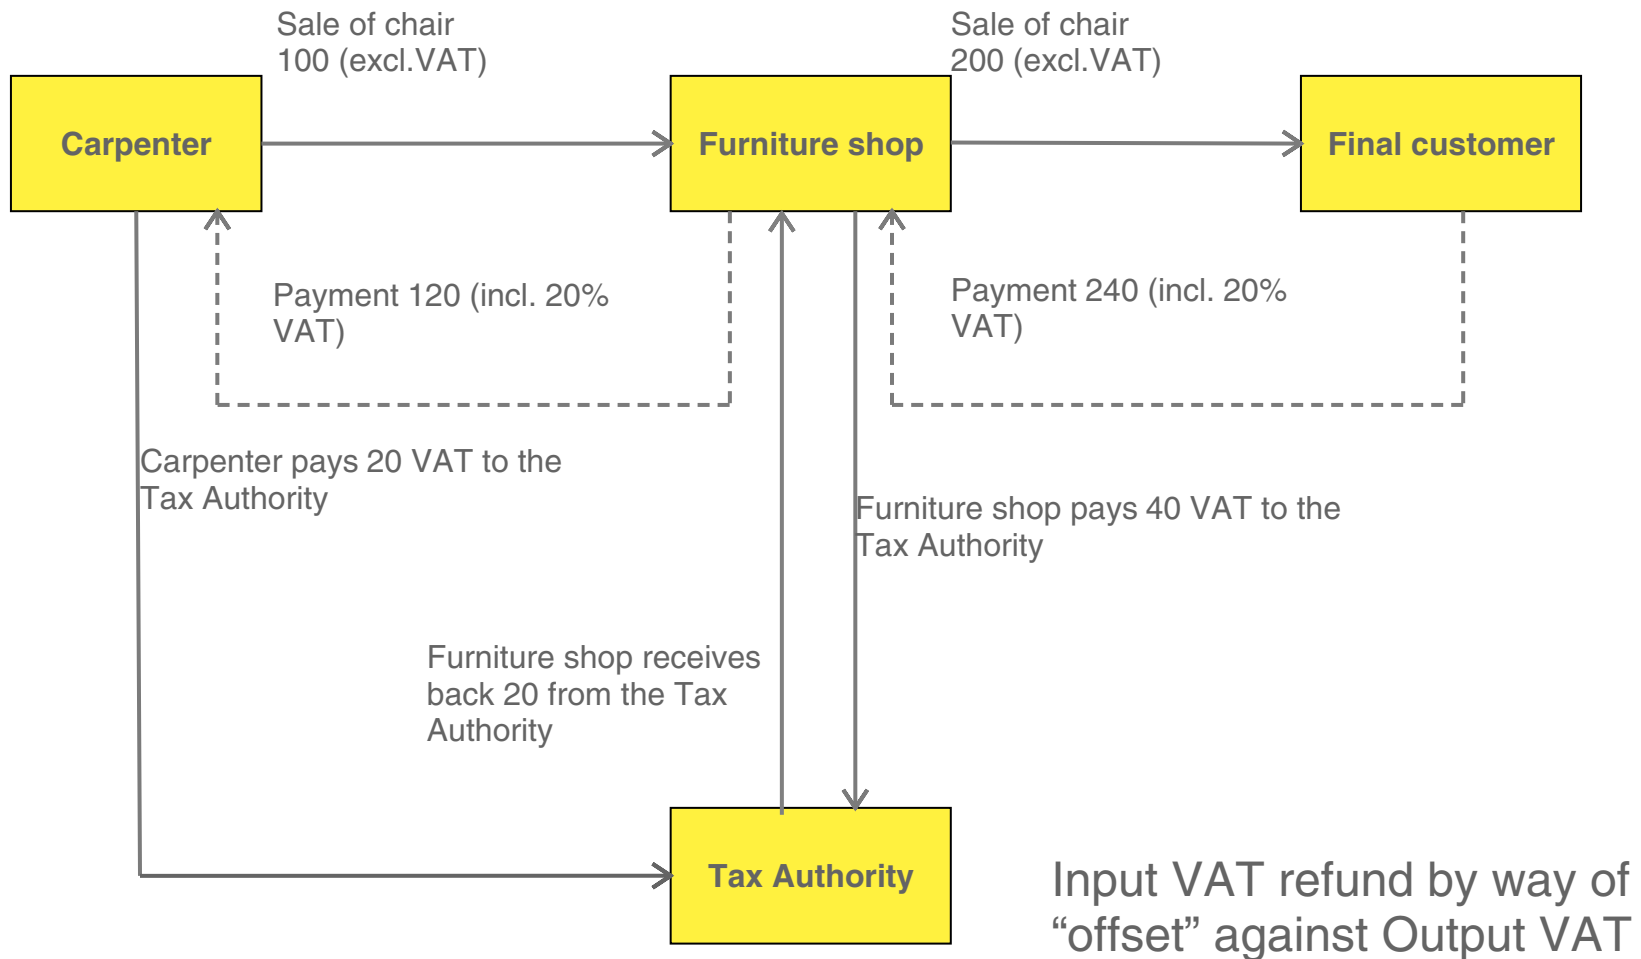 Sale of chair
100 (excl.VAT)
Sale of chair
200 (excl.VAT)
Carpenter
Furniture shop
Final customer
Payment 120 (incl. 20%
VAT)
Payment 240 (incl. 20%
VAT)
Carpenter pays 20 VAT to the
Tax Authority
Furniture shop pays 40 VAT to the
Tax Authority
Furniture shop receives
back 20 from the Tax
Authority
Tax Authority
Input VAT refund by way of
“offset” against Output VAT